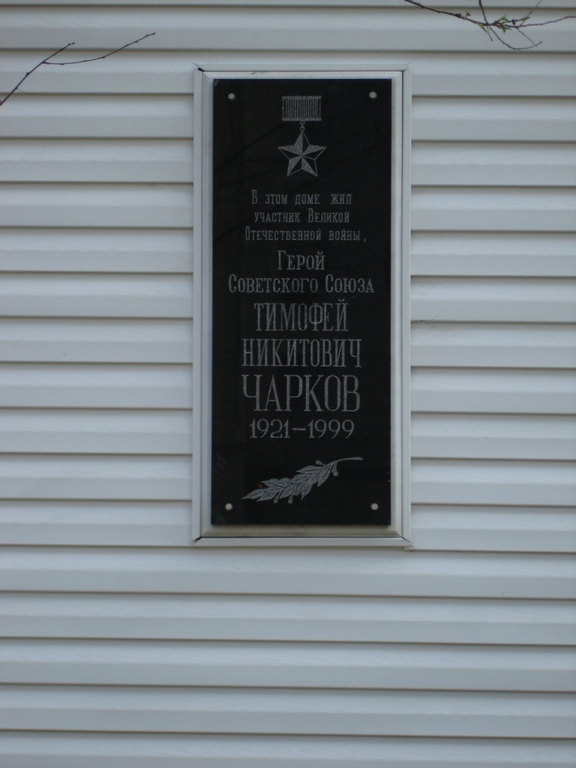 В этом доме жил
участник Великой
Отечественной войны,
Герой
Советского Союза
ТИМОФЕЙ
НИКИТОВИЧ
ЧАРКОВ
1921-1999